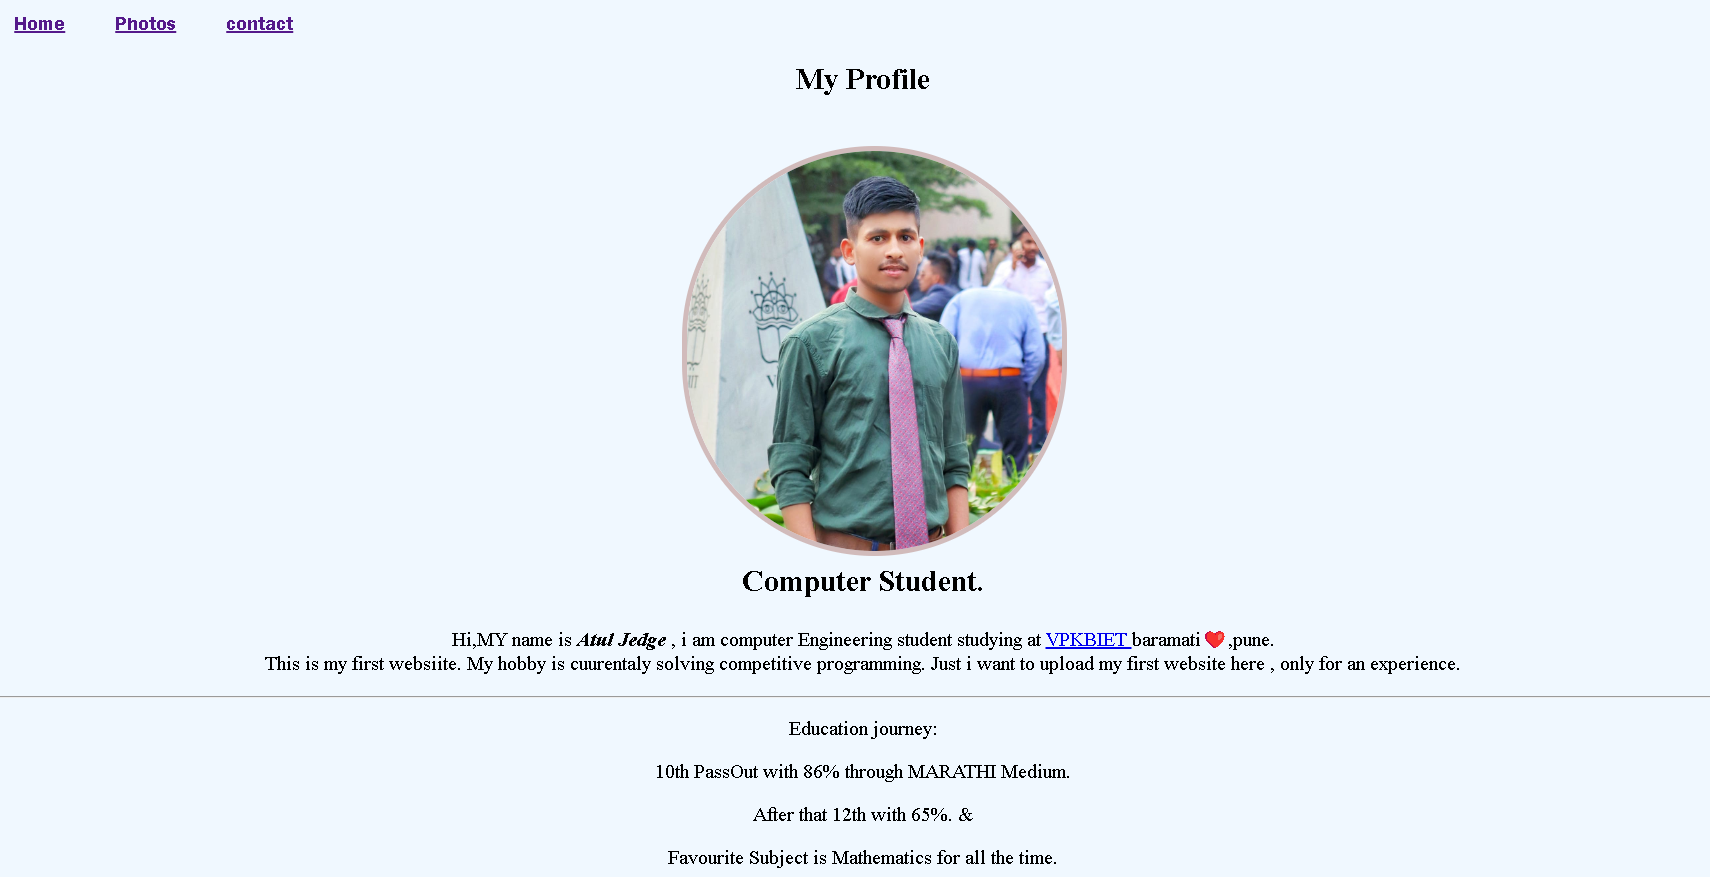 Home Photos contact
My Profile
Computer Student.
Hi,MY name is Atul Jedge , i am computer Engineering student studying at VPKBIET baramati ❤️ ,pune.
This is my first websiite. My hobby is cuurentaly solving competitive programming. Just i want to upload my first website here , only for an experience.
Education journey:
10th PassOut with 86% through MARATHI Medium.
After that 12th with 65%. &
Favourite Subject is Mathematics for all the time.